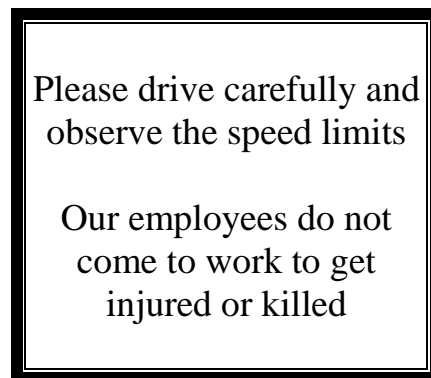 Please drive carefully and
observe the speed limits
Our employees do not
come to work to get
injured or killed